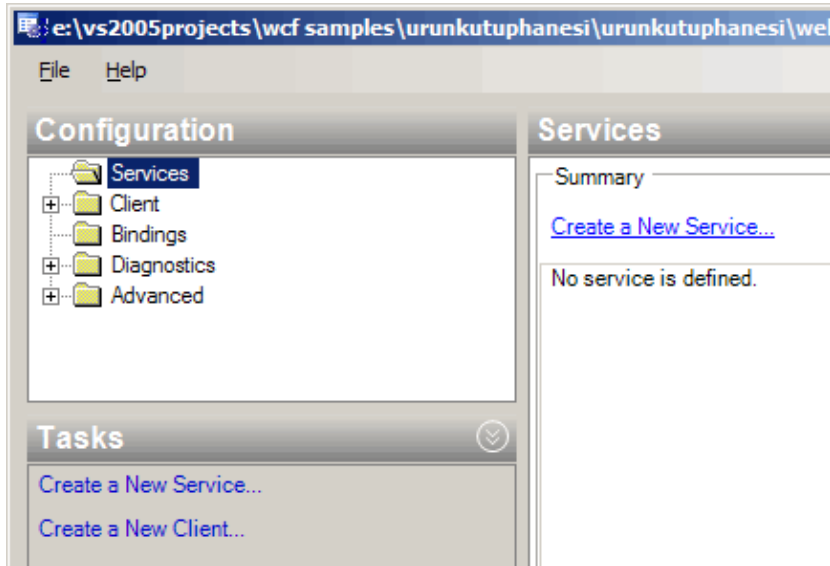 e:\vs2005projects\wcf samples\urunkutuphanesi\urunkutuphanesi\wel
File Help
Configuration
Services
Client
Bindings
Diagnostics
Advanced
Tasks
Create a New Service...
Create a New Client...
Services
Summary
Create a New Service...
No service is defined.